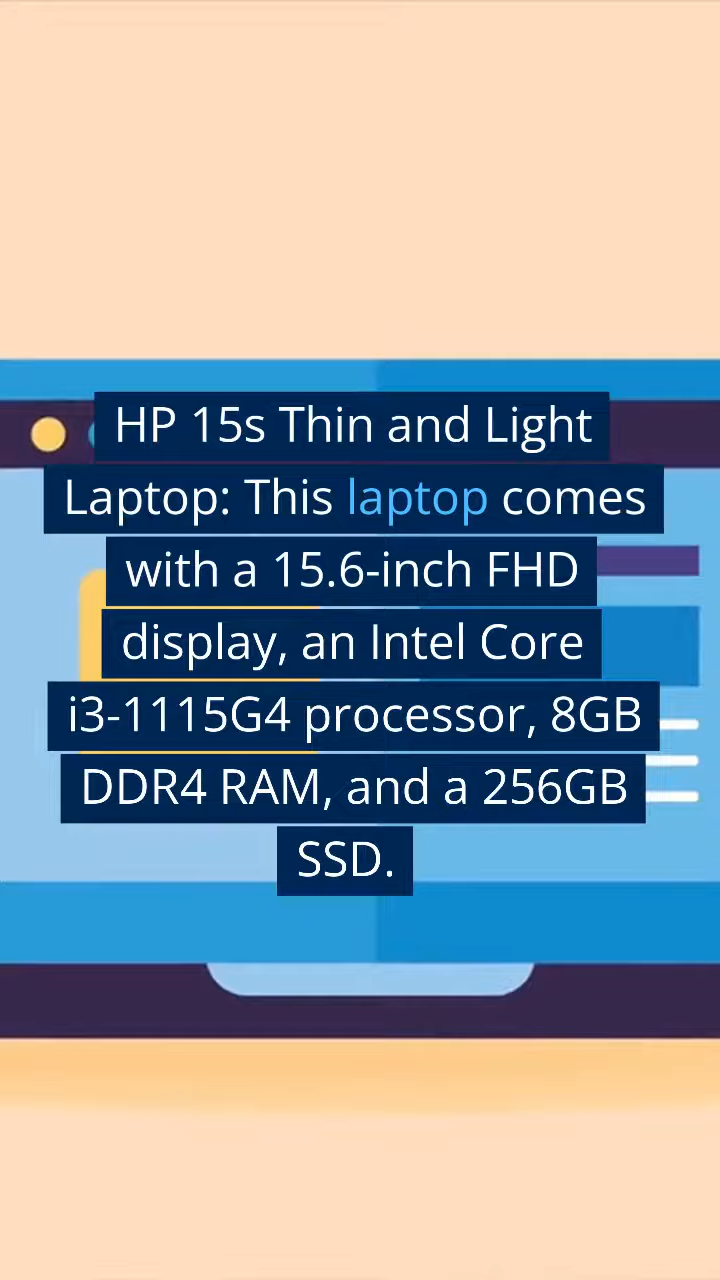 HP 15s Thin and Light
Laptop: This laptop comes
with a 15.6-inch FHD
display, an Intel Core
i3-1115G4 processor, 8GB
DDR4 RAM, and a 256GB
SSD.